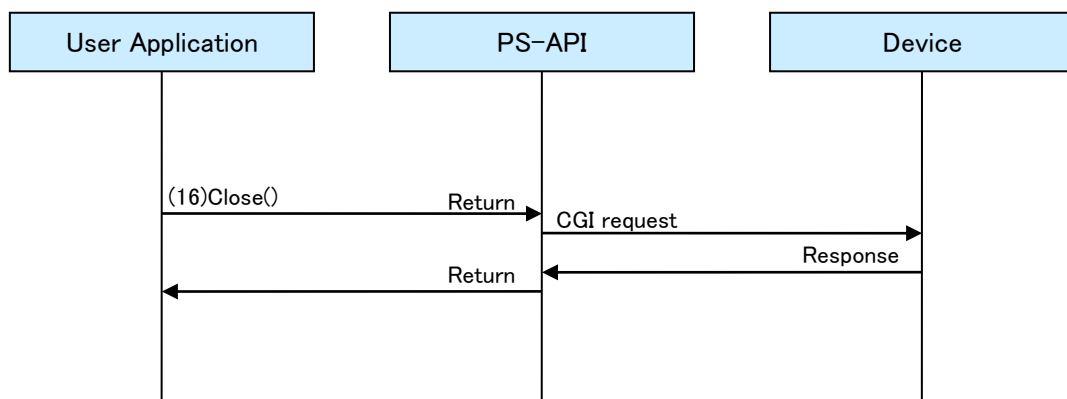 User Application
PS-API
Device
(16)Close()
Return
CGI request
Response
Return